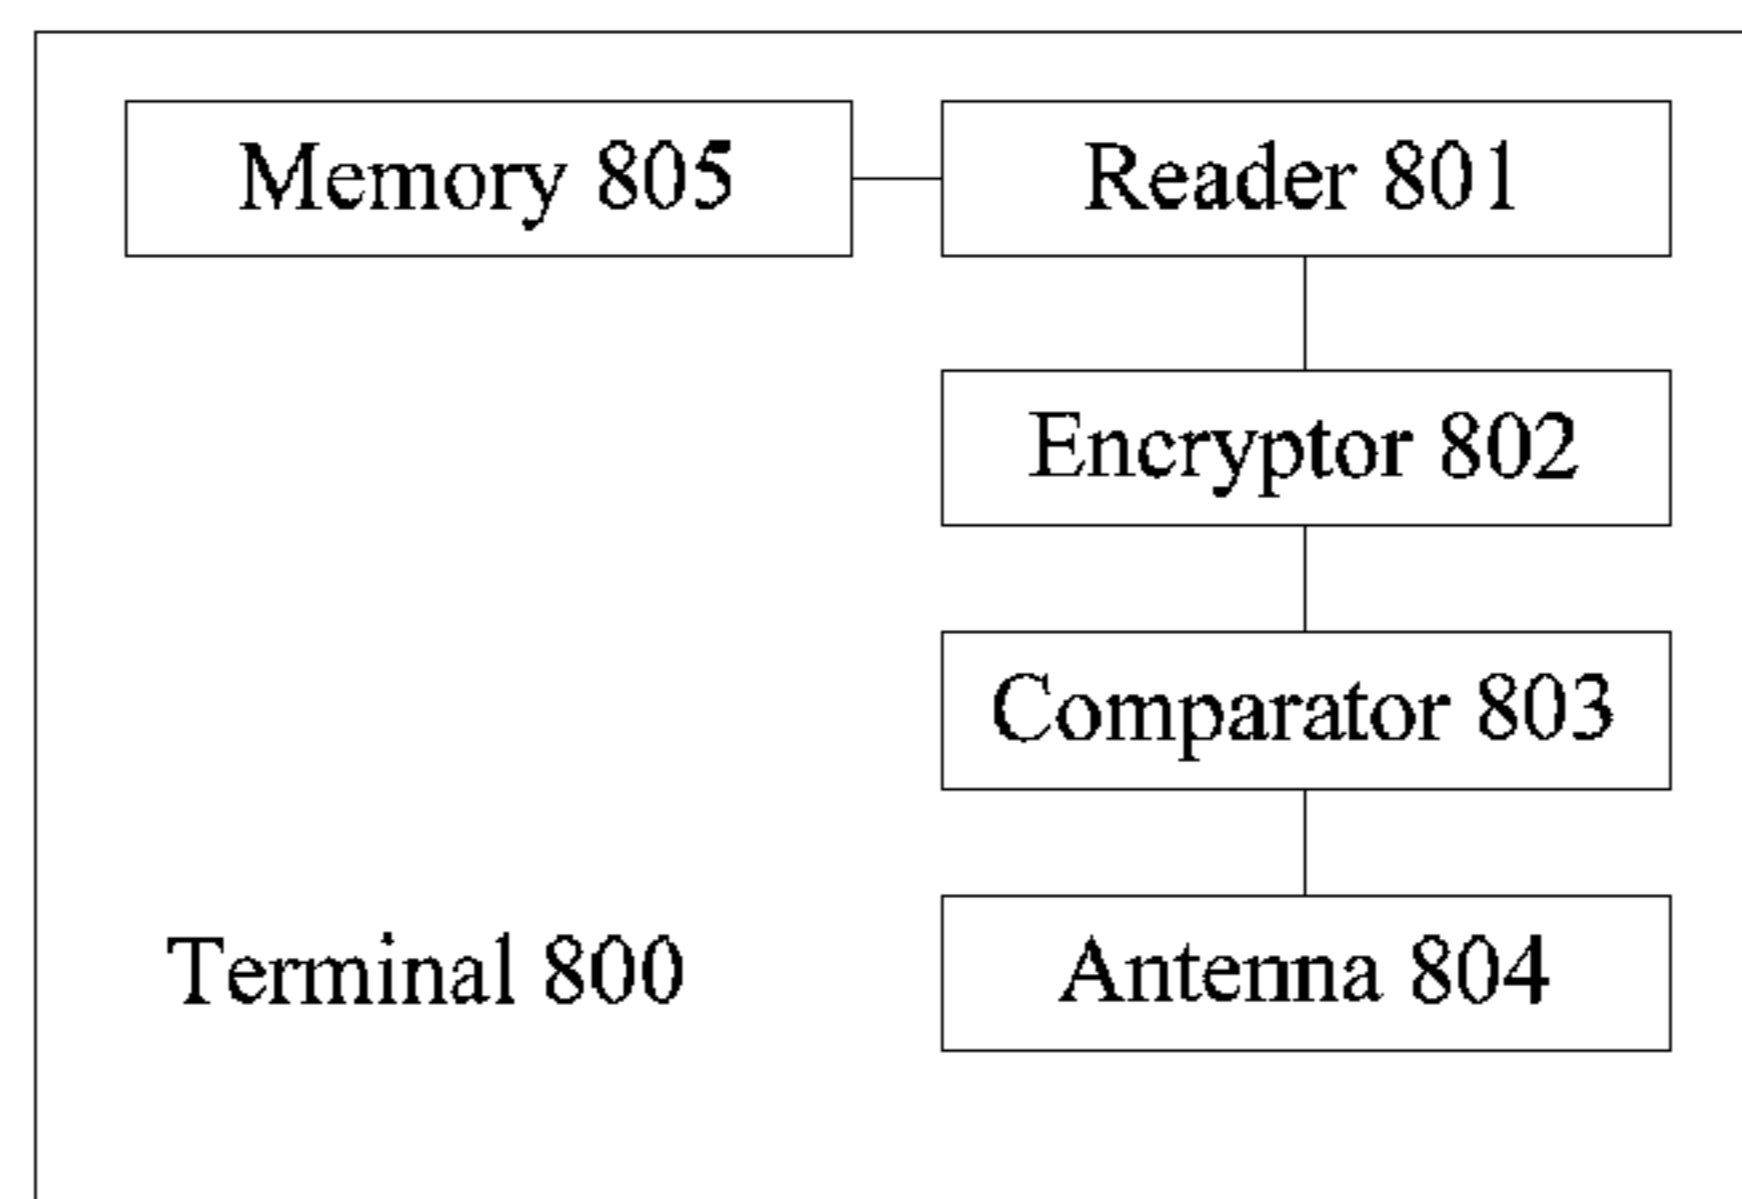 Memory 805
Reader 801
Encryptor 802
Comparator 803
Terminal 800
Antenna 804